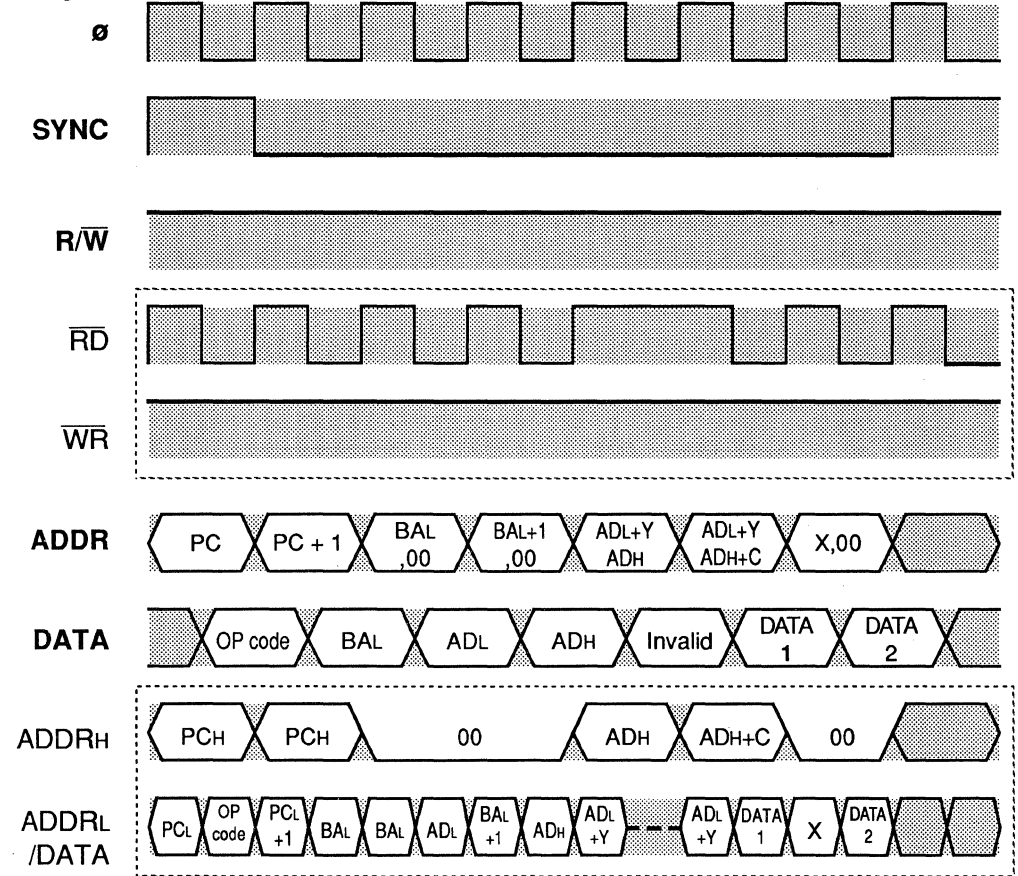 ø
SYNC
R/W̅
R̅D̅
W̅R̅
ADDR PC PC + 1 BAL ,00 BAL+1 ,00 ADL+Y ADH ADL+Y ADH+C X,00
DATA OP code BAL ADL ADH Invalid DATA 1 DATA 2
ADDRH PCH PCH 00 ADH ADH+C 00
ADDRL /DATA PCL OP code PCL +1 BAL BAL ADL BAL +1 ADH ADL +Y ADL +Y DATA 1 X DATA 2